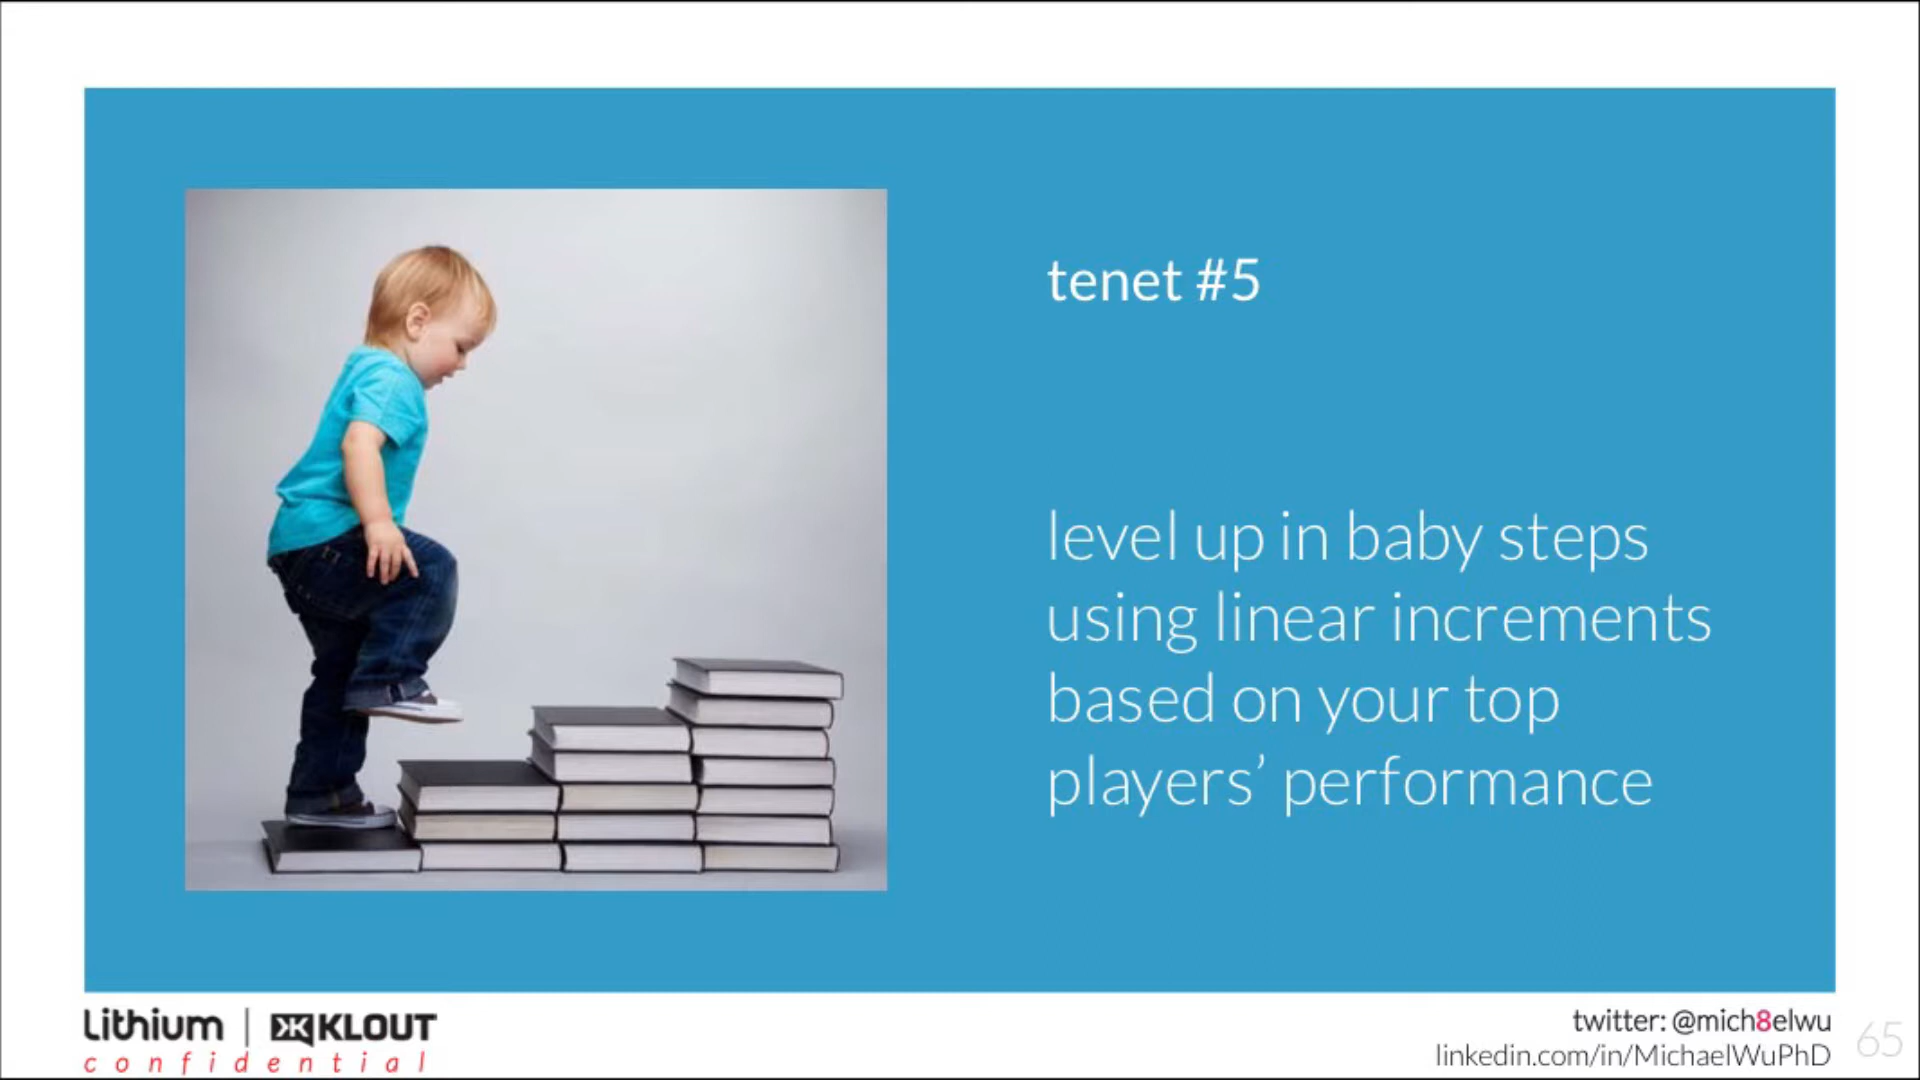 tenet #5
level up in baby steps
using linear increments
based on your top
players’ performance
Lithium | KLOUT
confidential
twitter: @mich8elwu
linkedin.com/in/MichaelWuPhD
65